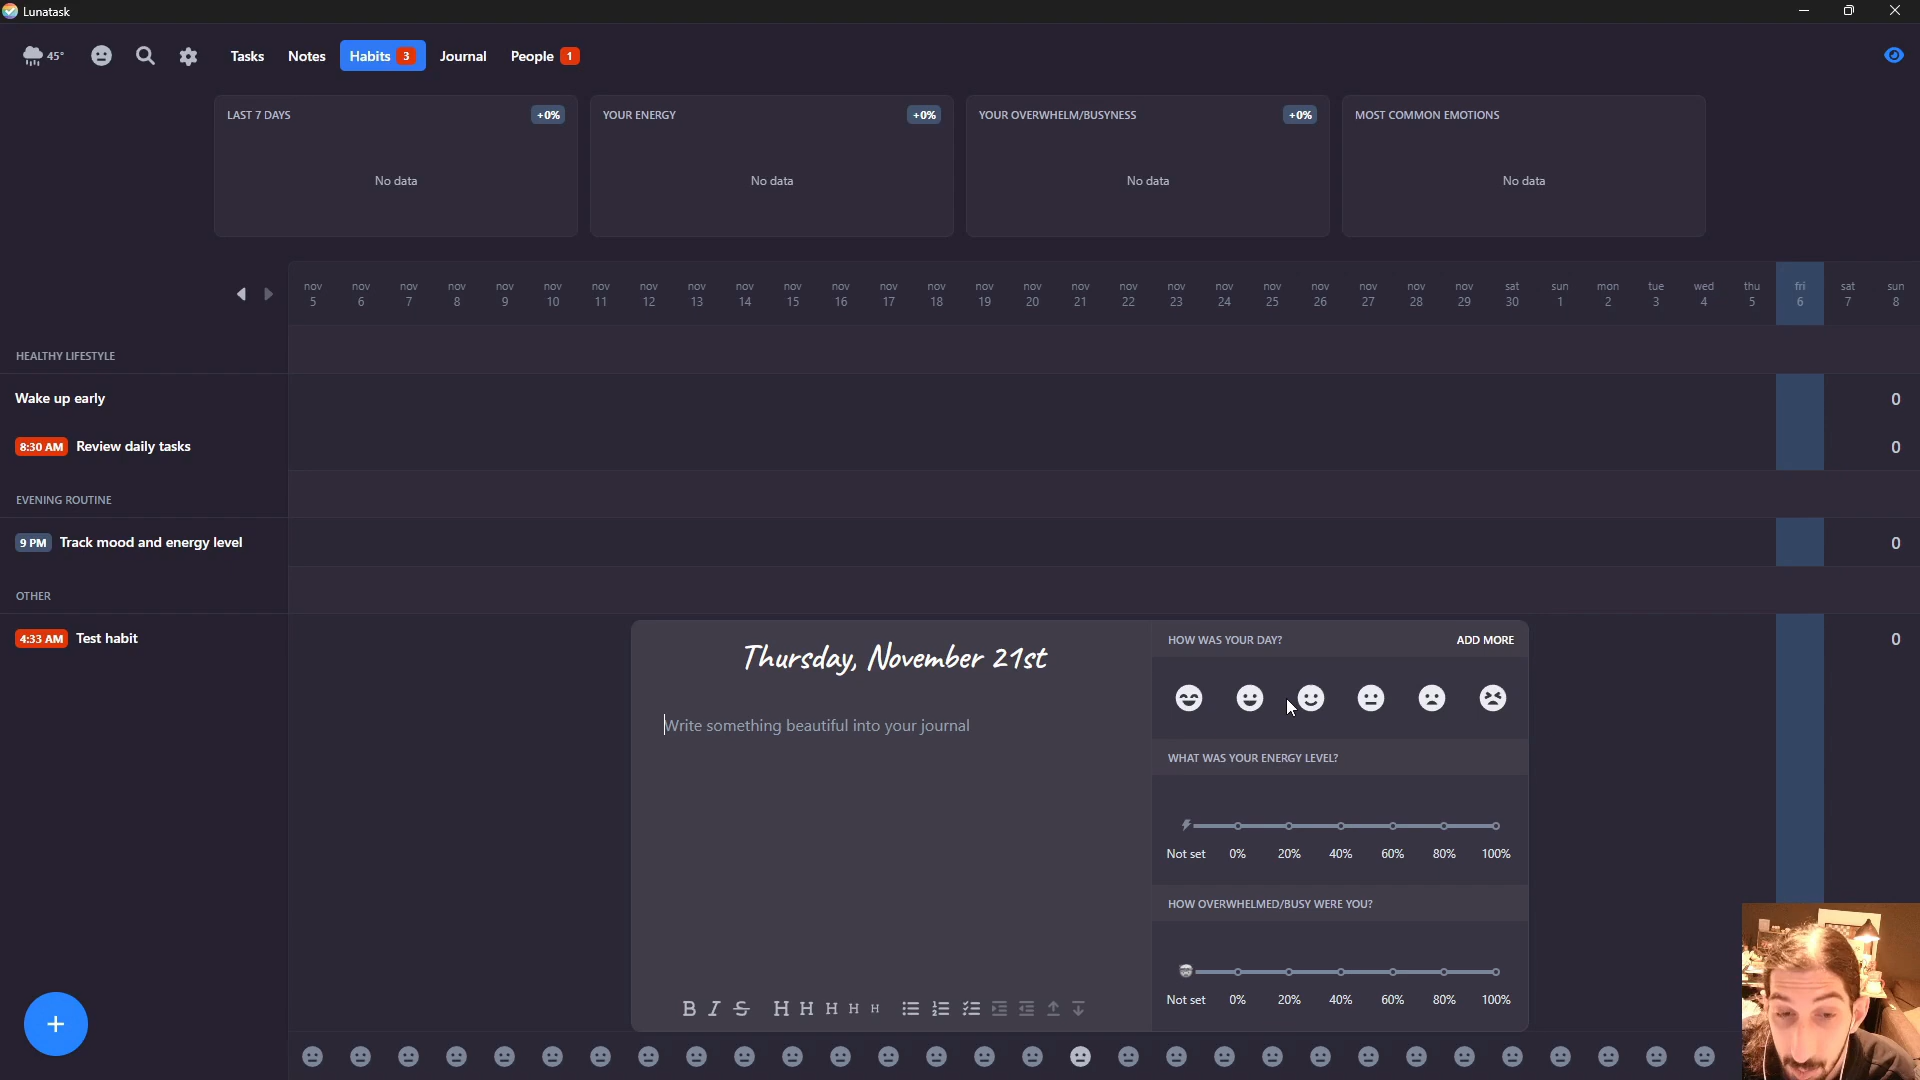 Lunatask
45° Tasks Notes Habits 3 Journal People 1
LAST 7 DAYS +0%
No data
YOUR ENERGY +0%
No data
YOUR OVERWHELM/BUSYNESS +0%
No data
MOST COMMON EMOTIONS
No data
nov nov nov nov nov nov nov nov nov nov nov nov nov nov nov nov nov nov nov nov nov nov nov nov nov sat sun mon tue wed thu fri sat sun
5 6 7 8 9 10 11 12 13 14 15 16 17 18 19 20 21 22 23 24 25 26 27 28 29 30 1 2 3 4 5 6 7 8
HEALTHY LIFESTYLE
Wake up early 0
8:30 AM Review daily tasks 0
EVENING ROUTINE
9 PM Track mood and energy level 0
OTHER
4:33 AM Test habit 0
Thursday, November 21st
Write something beautiful into your journal
B I S H H H H H
HOW WAS YOUR DAY? ADD MORE
WHAT WAS YOUR ENERGY LEVEL?
Not set 0% 20% 40% 60% 80% 100%
HOW OVERWHELMED/BUSY WERE YOU?
Not set 0% 20% 40% 60% 80% 100%